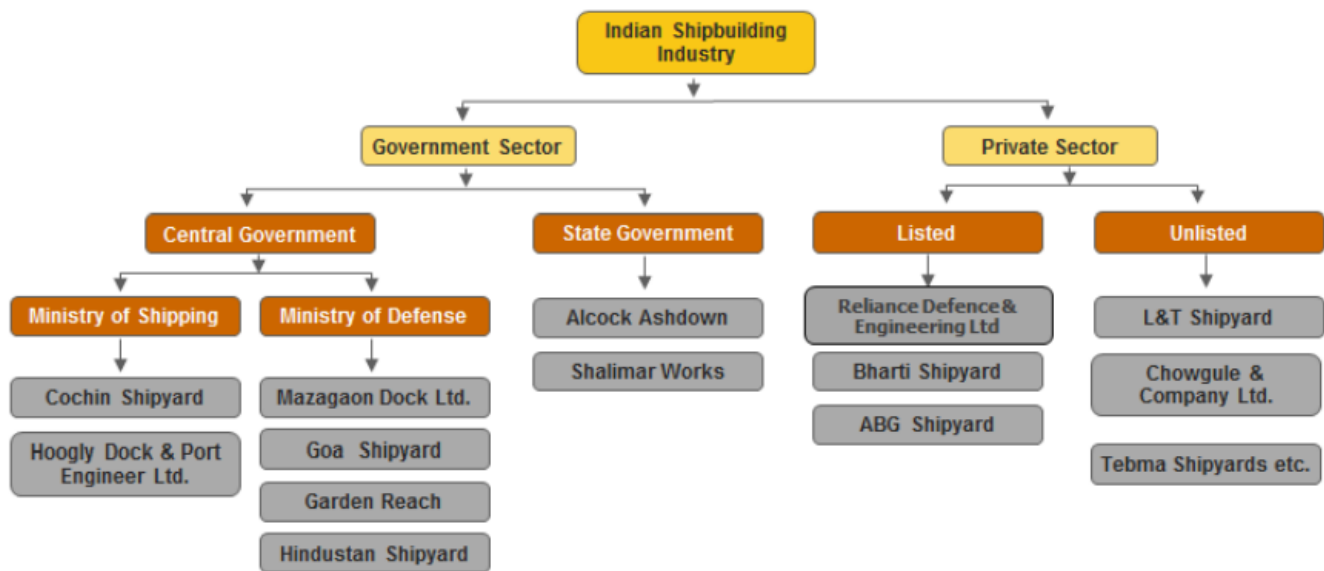 Indian Shipbuilding
Industry
Government Sector
Private Sector
Central Government
State Government
Listed
Unlisted
Ministry of Shipping
Ministry of Defense
Alcock Ashdown
Reliance Defence &
Engineering Ltd
L&T Shipyard
Shalimar Works
Bharti Shipyard
Chowgule &
Company Ltd.
Cochin Shipyard
Mazagaon Dock Ltd.
ABG Shipyard
Hoogly Dock & Port
Engineer Ltd.
Goa Shipyard
Tebma Shipyards etc.
Garden Reach
Hindustan Shipyard